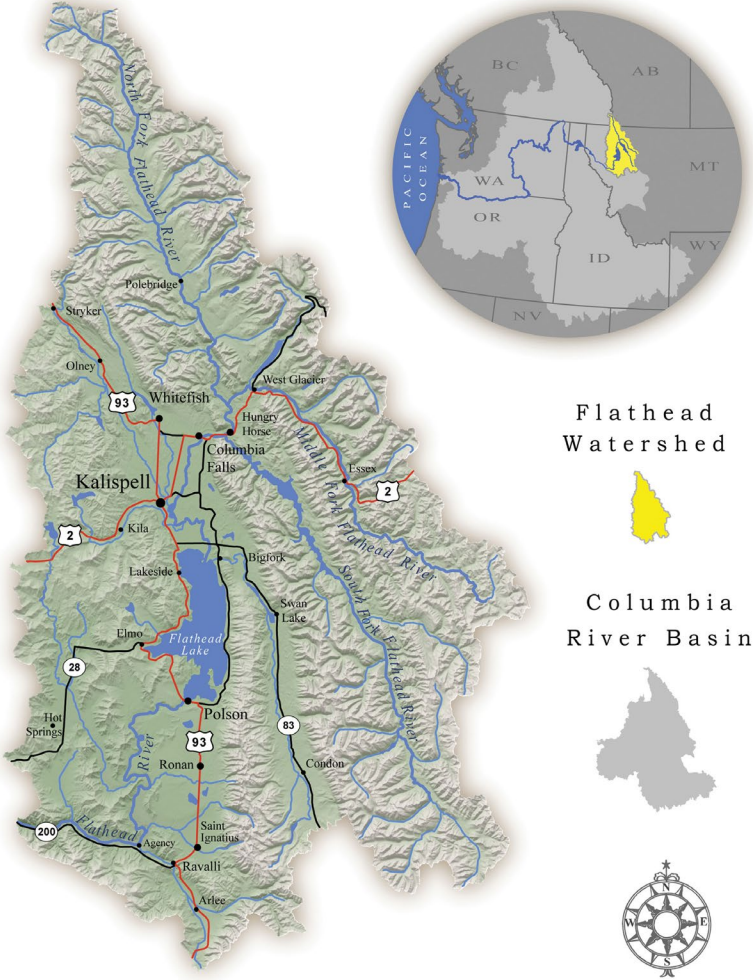 North Fork Flathead River
Polebridge
Stryker
Olney
93
Whitefish
West Glacier
Hungry
Horse
Columbia
Falls
Middle Fork Flathead River
Essex
2
Kalispell
2
Kila
Bigfork
Lakeside
South Fork Flathead River
Swan
Lake
Elmo
Flathead
Lake
28
Hot
Springs
Polson
83
93
River
Ronan
Condon
200
Flathead
Saint
Ignatius
Agency
Ravalli
Arlee
BC
AB
PACIFIC
OCEAN
WA
MT
OR
ID
WY
NV
Flathead
Watershed
Columbia
River Basin
N
W
E
S